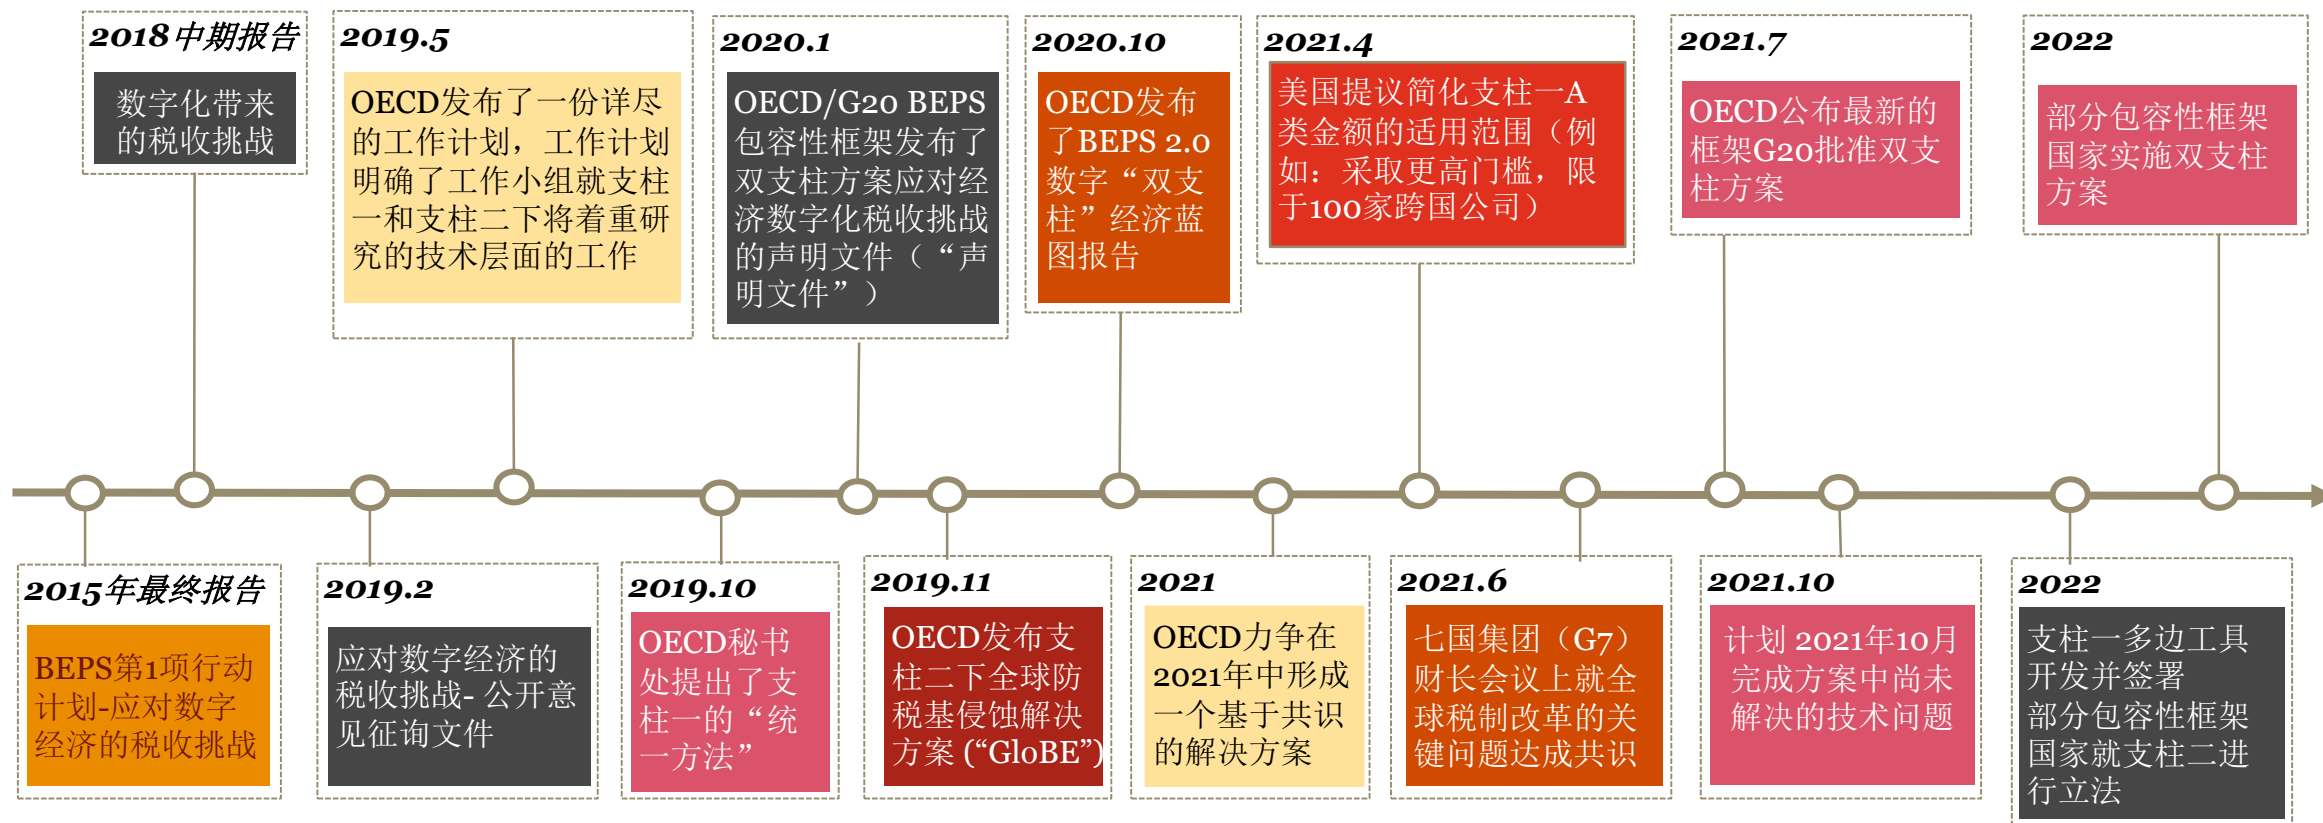 2018中期报告
数字化带来
的税收挑战
2019.5
OECD发布了一份详尽
的工作计划，工作计划
明确了工作小组就支柱
一和支柱二下将着重研
究的技术层面的工作
2020.1
OECD/G20 BEPS
包容性框架发布了
双支柱方案应对经
济数字化税收挑战
的声明文件（“声
明文件”）
2020.10
OECD发布
了BEPS 2.0
数字“双支
柱”经济蓝
图报告
2021.4
美国提议简化支柱一A
类金额的适用范围（例
如：采取更高门槛，限
于100家跨国公司）
2021.7
OECD公布最新的
框架G20批准双支
柱方案
2022
部分包容性框架
国家实施双支柱
方案
2015年最终报告
BEPS第1项行动
计划-应对数字
经济的税收挑战
2019.2
应对数字经济的
税收挑战- 公开意
见征询文件
2019.10
OECD秘书
处提出了支
柱一的“统
一方法”
2019.11
OECD发布支
柱二下全球防
税基侵蚀解决
方案 (“GloBE”)
2021
OECD力争在
2021年中形成
一个基于共识
的解决方案
2021.6
七国集团（G7）
财长会议上就全
球税制改革的关
键问题达成共识
2021.10
计划 2021年10月
完成方案中尚未
解决的技术问题
2022
支柱一多边工具
开发并签署
部分包容性框架
国家就支柱二进
行立法